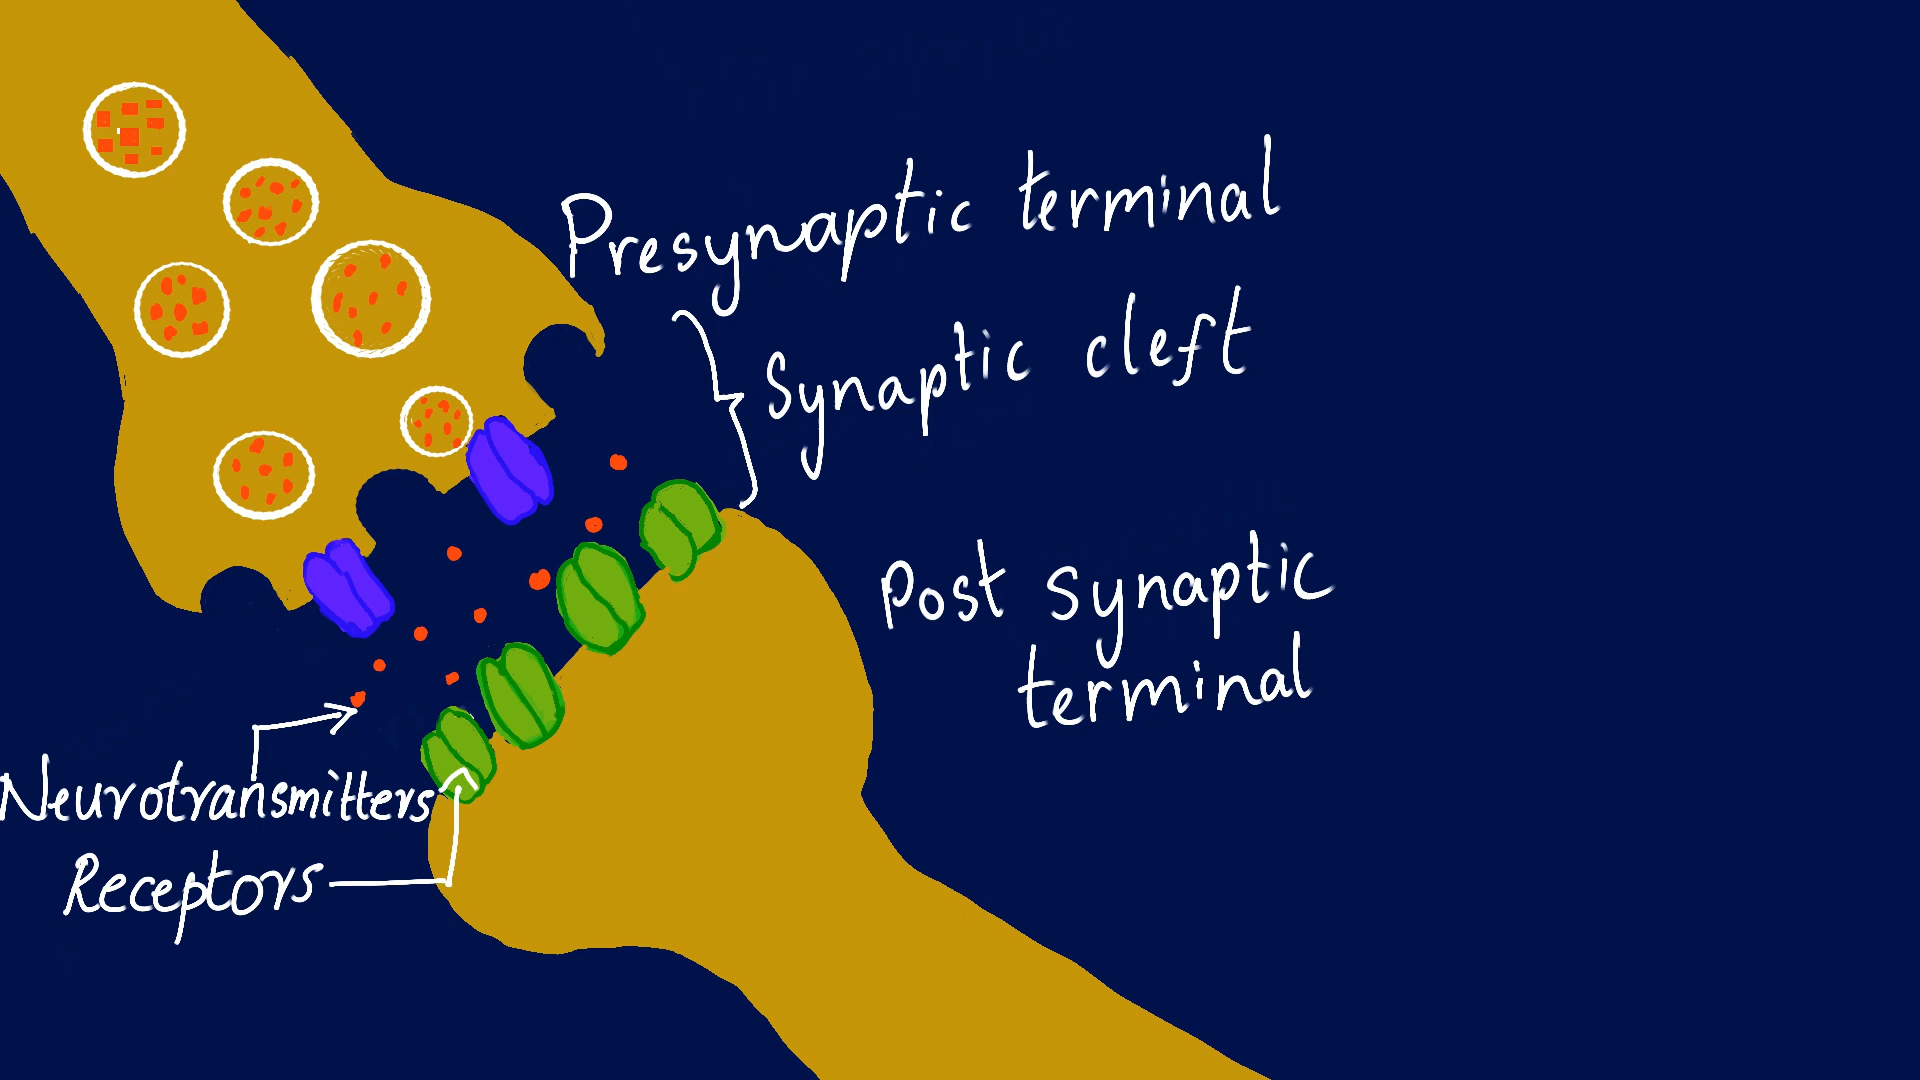 Presynaptic terminal
Synaptic cleft
Post synaptic
terminal
Neurotransmitters
Receptors